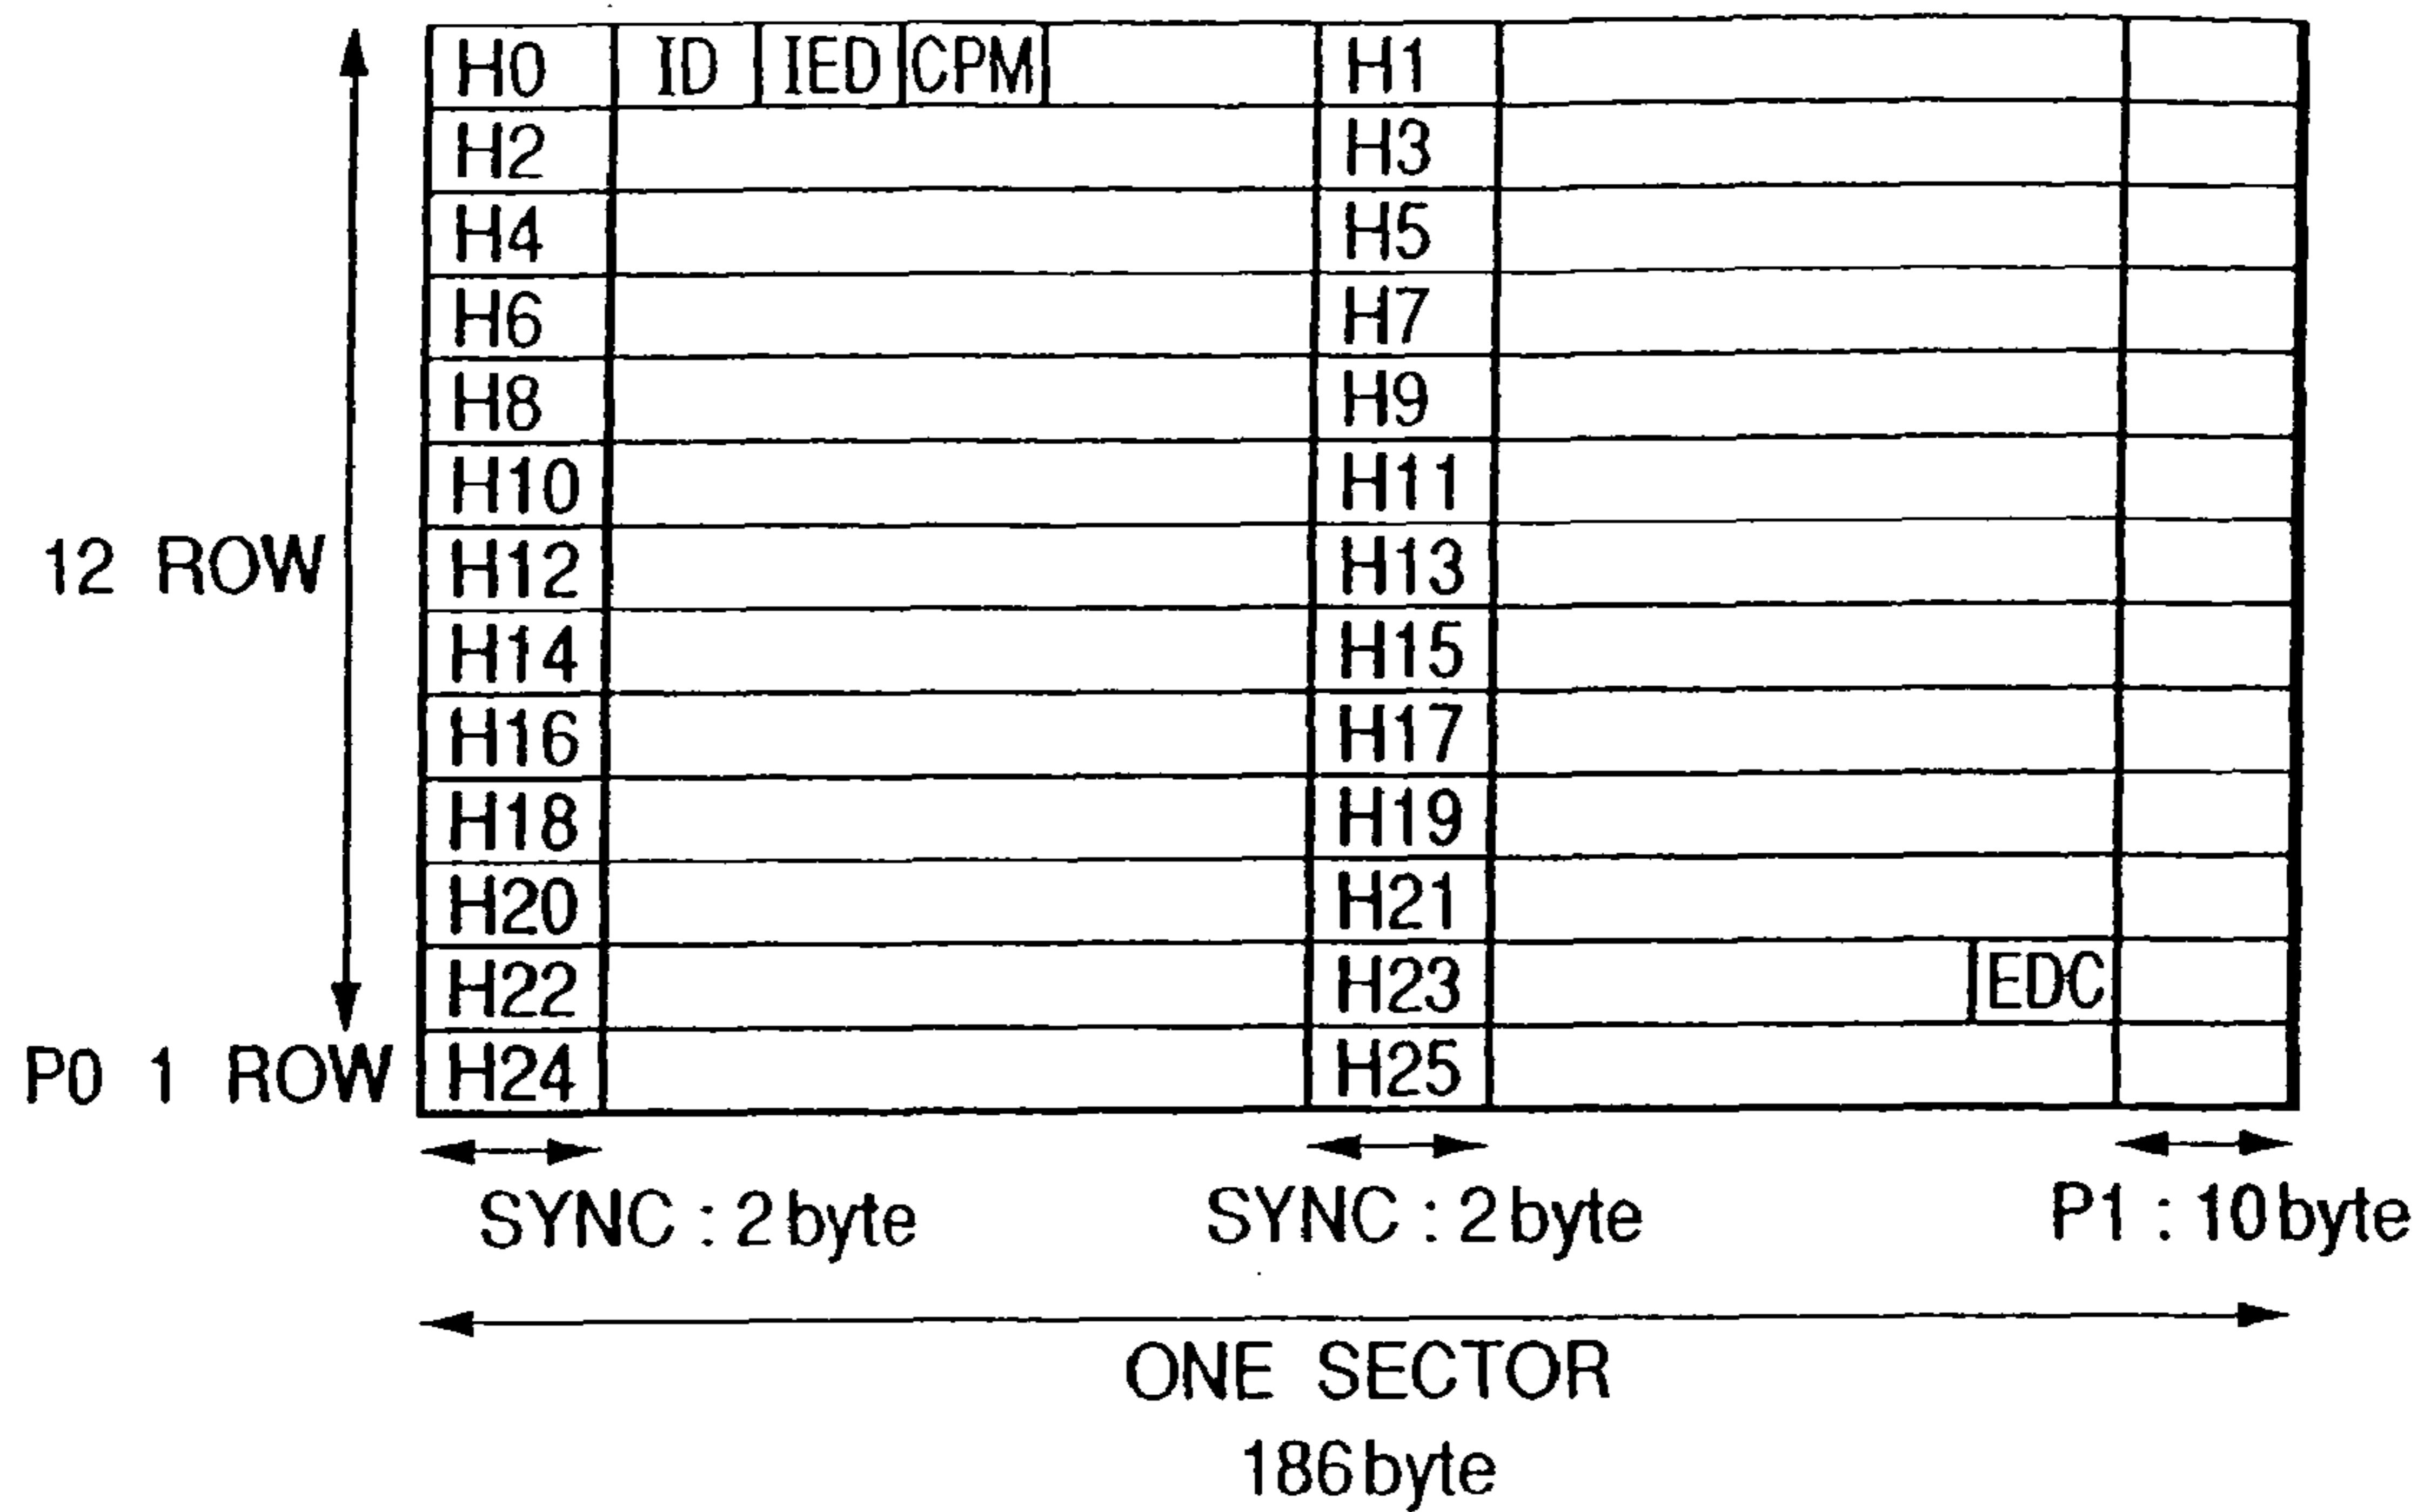 H0 ID IED CPM H1
H2 H3
H4 H5
H6 H7
H8 H9
H10 H11
12 ROW H12 H13
H14 H15
H16 H17
H18 H19
H20 H21
H22 H23 EDC
P0 1 ROW H24 H25
SYNC : 2 byte SYNC : 2 byte P1 : 10 byte
ONE SECTOR
186 byte